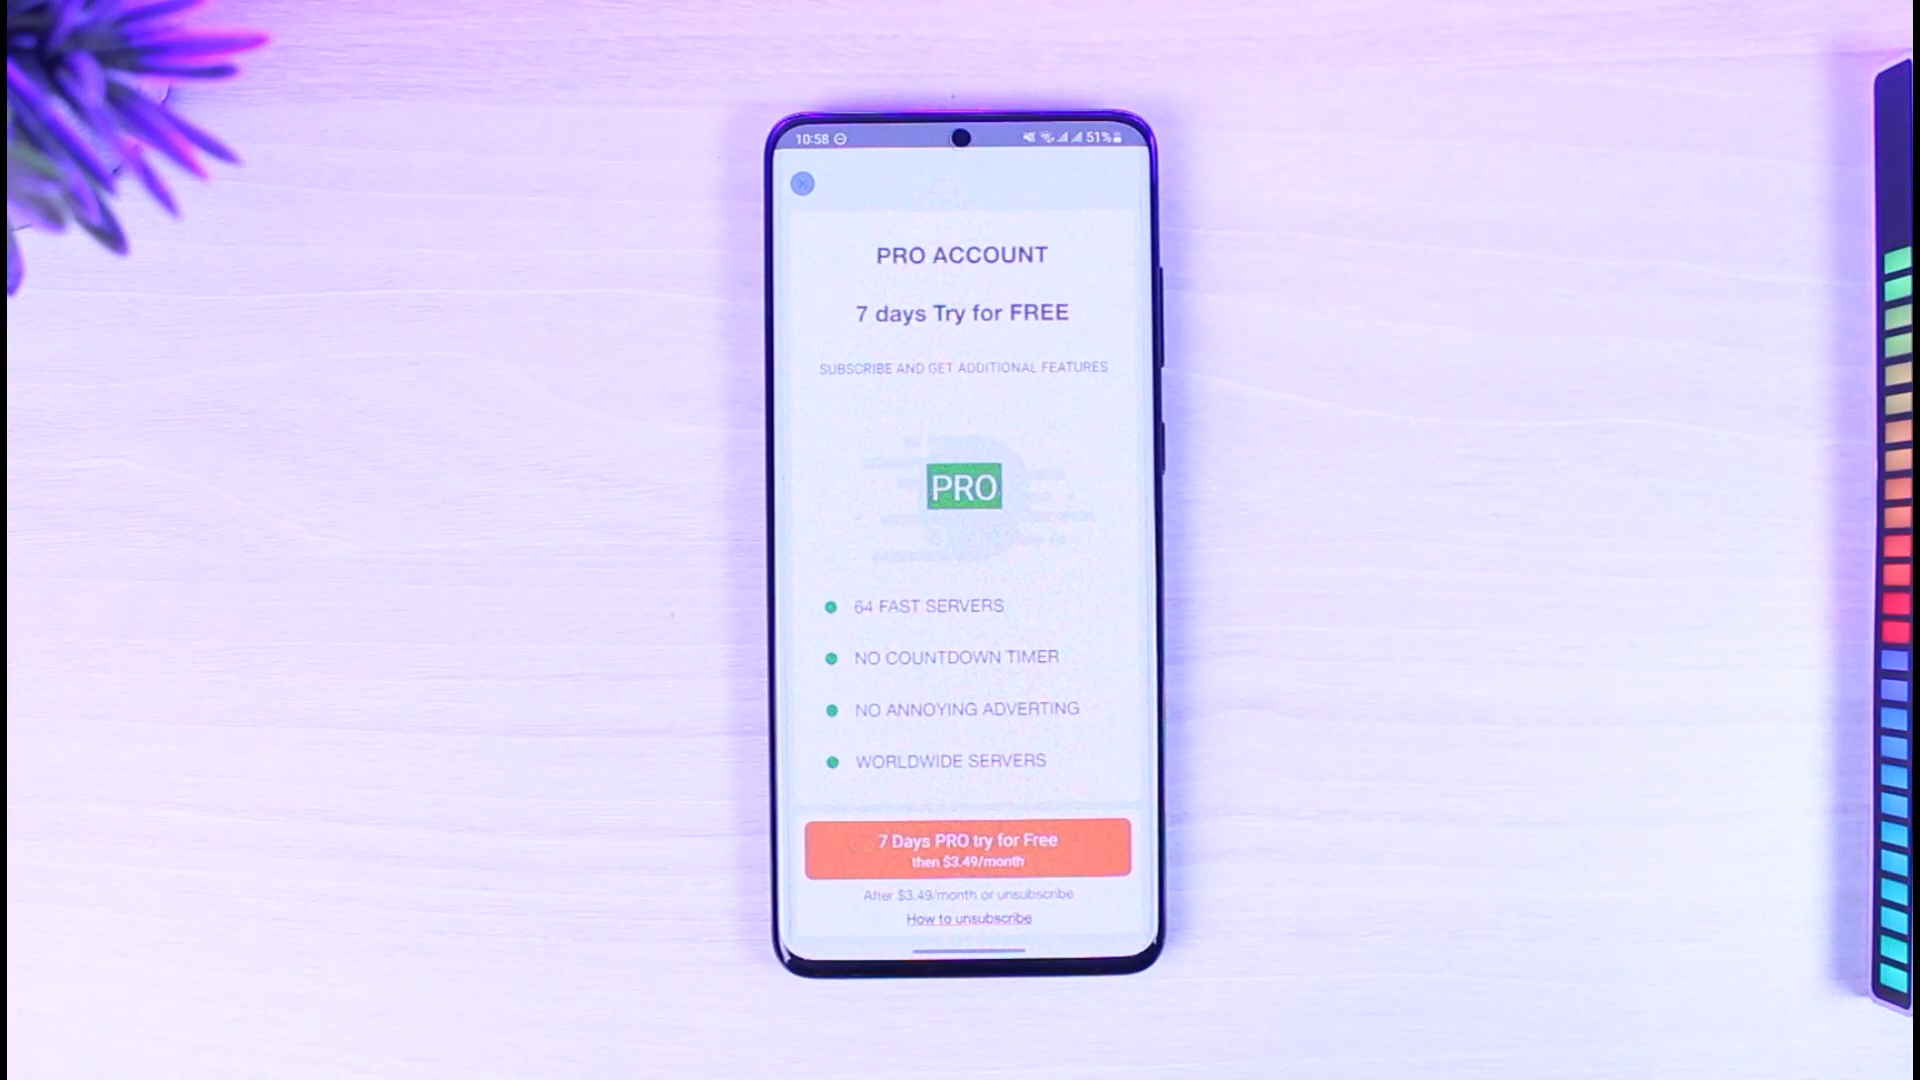 10:58
51%
PRO ACCOUNT
7 days Try for FREE
SUBSCRIBE AND GET ADDITIONAL FEATURES
PRO
64 FAST SERVERS
NO COUNTDOWN TIMER
NO ANNOYING ADVERTING
WORLDWIDE SERVERS
7 Days PRO try for Free
then $3.49/month
After $3.49/month or unsubscribe
How to unsubscribe